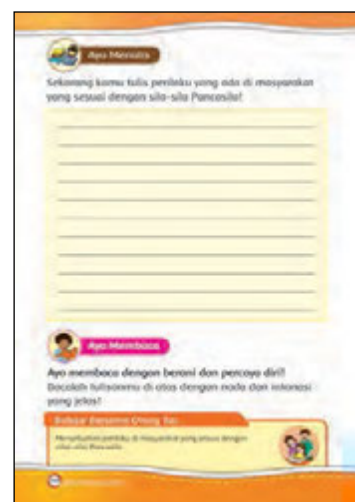 Ayo Menulis
Sekarang kamu tulis perilaku yang ada di masyarakat
yang sesuai dengan sila-sila Pancasila!
Ayo Membaca
Ayo membaca dengan berani dan percaya diri!
Bacalah tulisanmu di atas dengan nada dan intonasi
yang jelas!
Belajar Bersama Orang Tua
Menyebutkan perilaku di masyarakat yang sesuai dengan
sila-sila Pancasila.